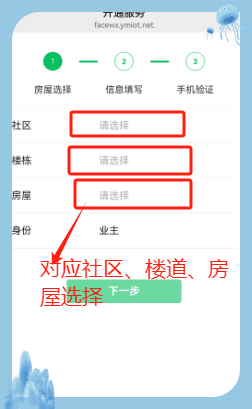 开通服务
facewx.ymiot.net
1 2 3
房屋选择 信息填写 手机验证
社区 请选择
楼栋 请选择
房屋 请选择
身份 业主
对应社区、楼道、房
屋选择
下一步